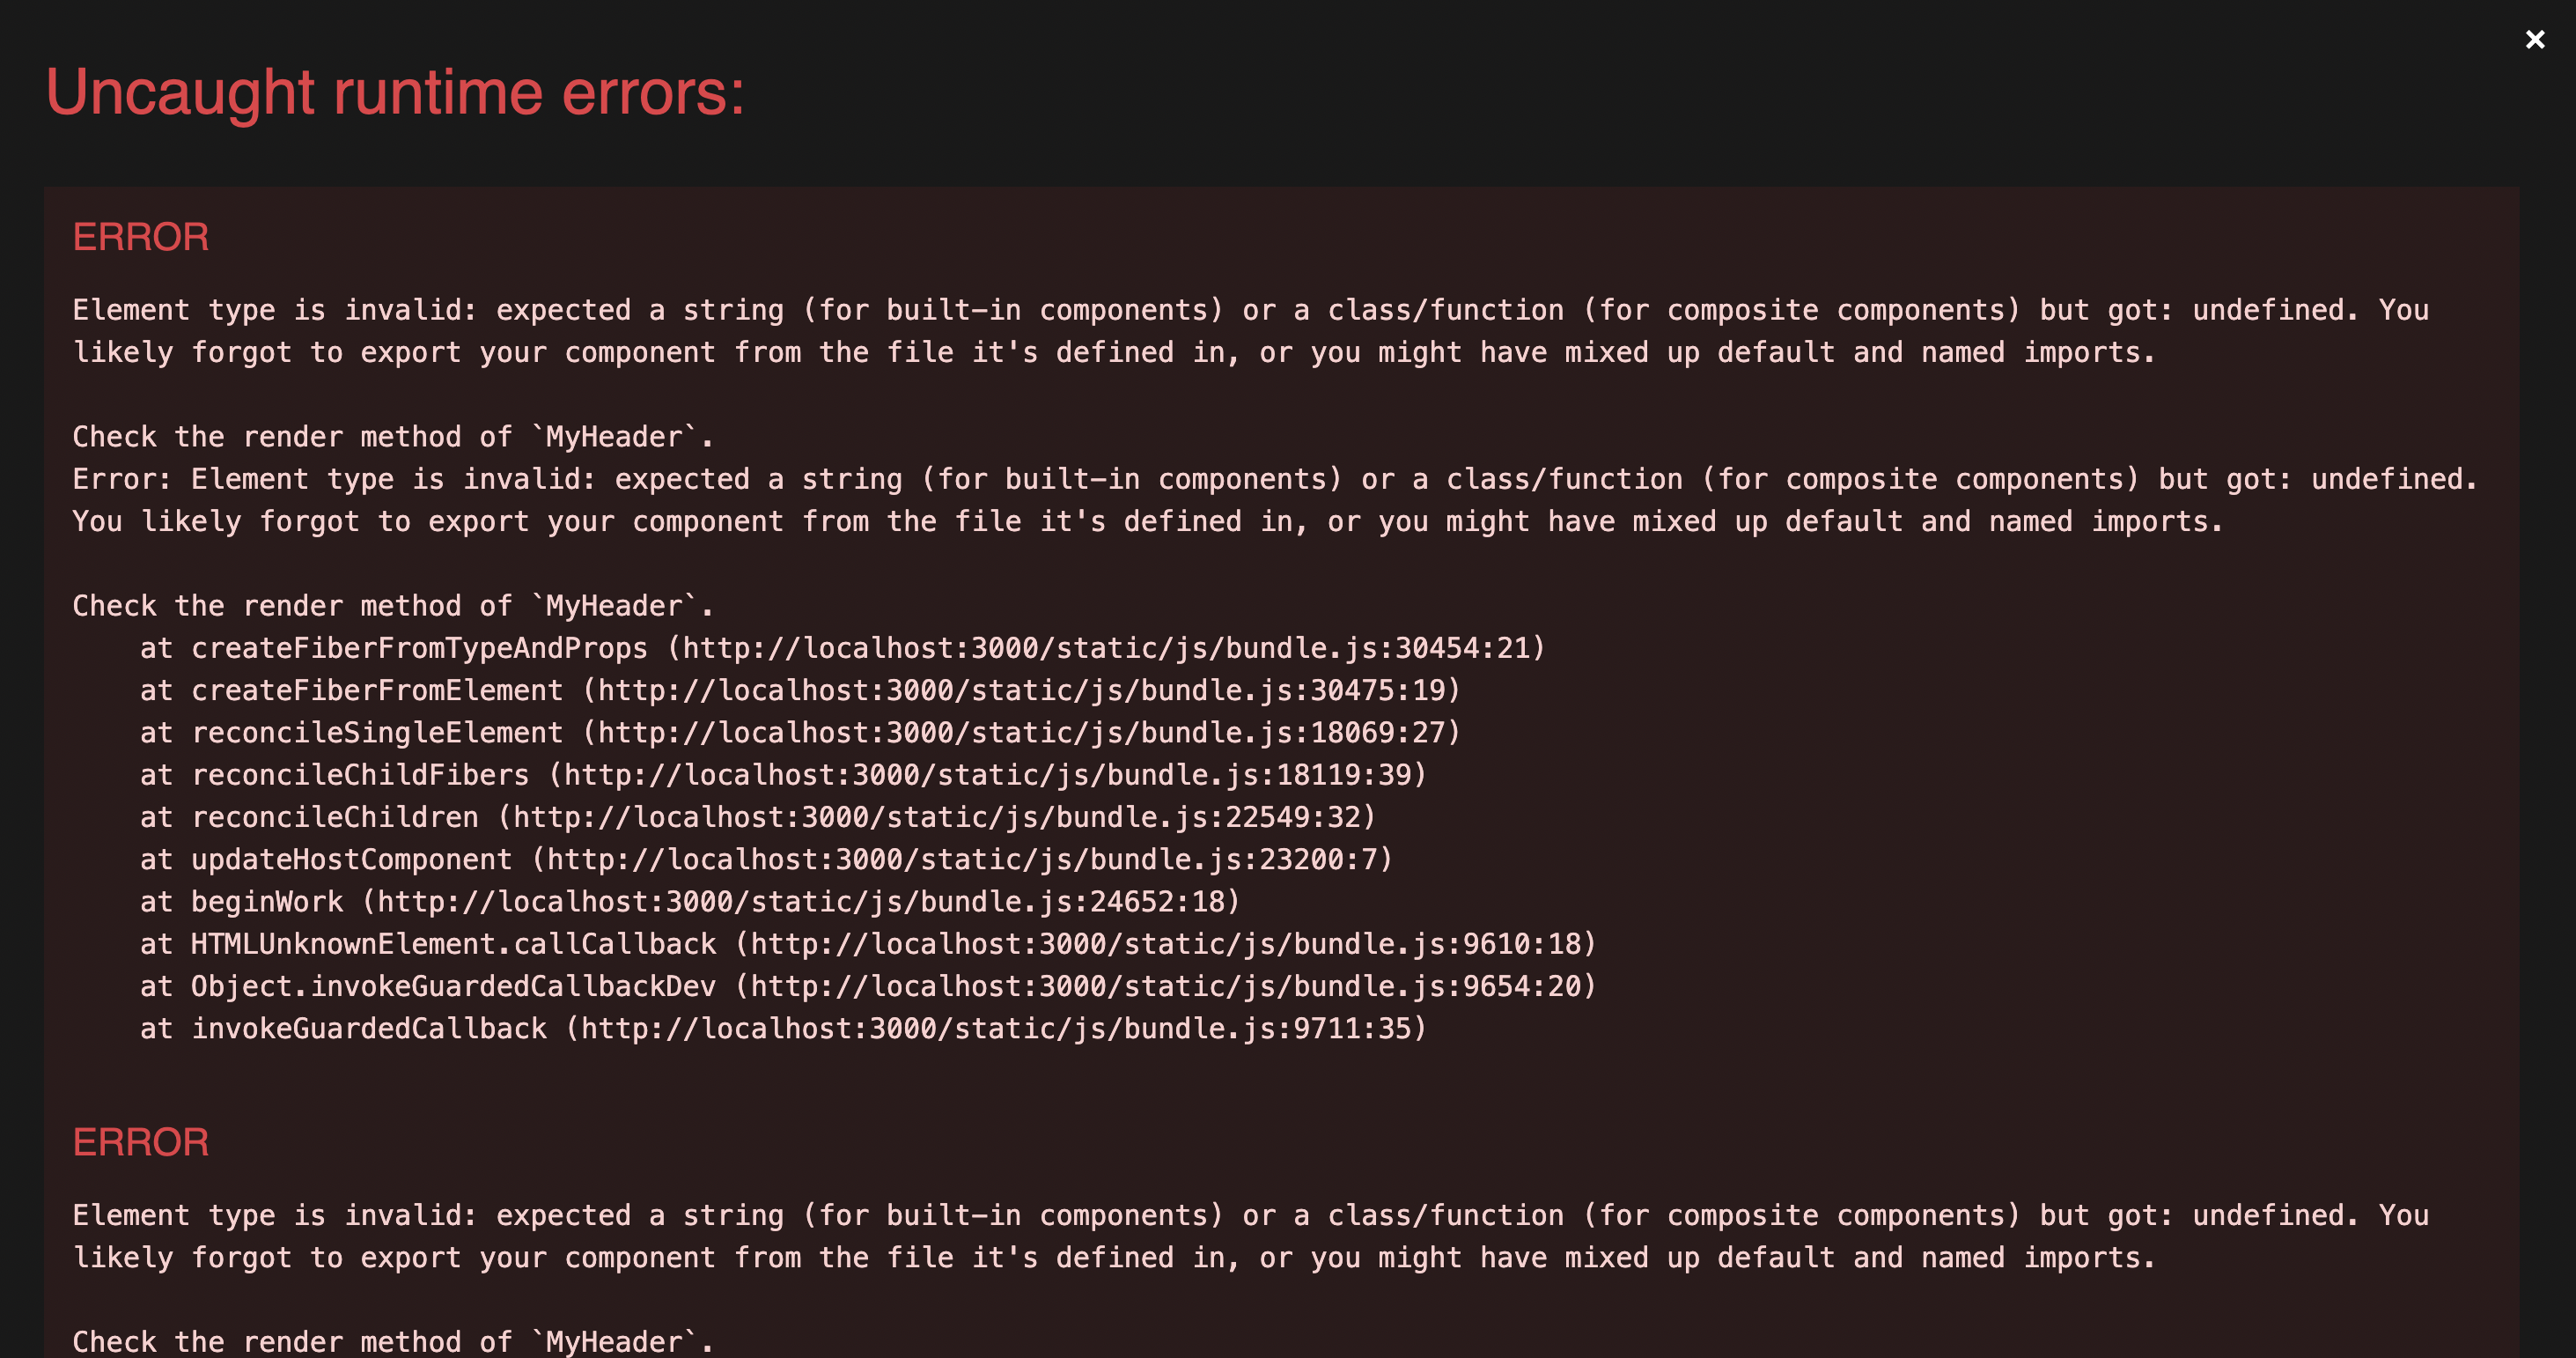 ×
Uncaught runtime errors:
ERROR
Element type is invalid: expected a string (for built-in components) or a class/function (for composite components) but got: undefined. You
likely forgot to export your component from the file it's defined in, or you might have mixed up default and named imports.
Check the render method of `MyHeader`.
Error: Element type is invalid: expected a string (for built-in components) or a class/function (for composite components) but got: undefined.
You likely forgot to export your component from the file it's defined in, or you might have mixed up default and named imports.
Check the render method of `MyHeader`.
at createFiberFromTypeAndProps (http://localhost:3000/static/js/bundle.js:30454:21)
at createFiberFromElement (http://localhost:3000/static/js/bundle.js:30475:19)
at reconcileSingleElement (http://localhost:3000/static/js/bundle.js:18069:27)
at reconcileChildFibers (http://localhost:3000/static/js/bundle.js:18119:39)
at reconcileChildren (http://localhost:3000/static/js/bundle.js:22549:32)
at updateHostComponent (http://localhost:3000/static/js/bundle.js:23200:7)
at beginWork (http://localhost:3000/static/js/bundle.js:24652:18)
at HTMLUnknownElement.callCallback (http://localhost:3000/static/js/bundle.js:9610:18)
at Object.invokeGuardedCallbackDev (http://localhost:3000/static/js/bundle.js:9654:20)
at invokeGuardedCallback (http://localhost:3000/static/js/bundle.js:9711:35)
ERROR
Element type is invalid: expected a string (for built-in components) or a class/function (for composite components) but got: undefined. You
likely forgot to export your component from the file it's defined in, or you might have mixed up default and named imports.
Check the render method of `MyHeader`.